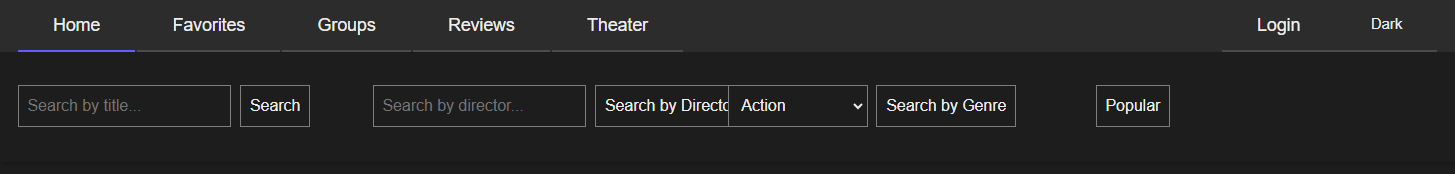 Home Favorites Groups Reviews Theater Login Dark
Search by title... Search Search by director... Search by Directo Action Search by Genre Popular